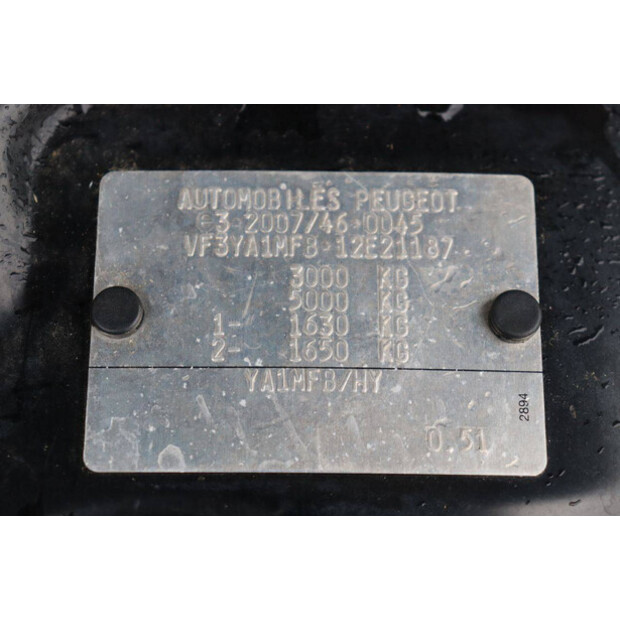 AUTOMOBILES PEUGEOT
e3*2007/46*0045
VF3YA1MFB*12E21187
3000 KG
5000 KG
1- 1630 KG
2- 1650 KG
YA1MFB/HY
2894
0.51